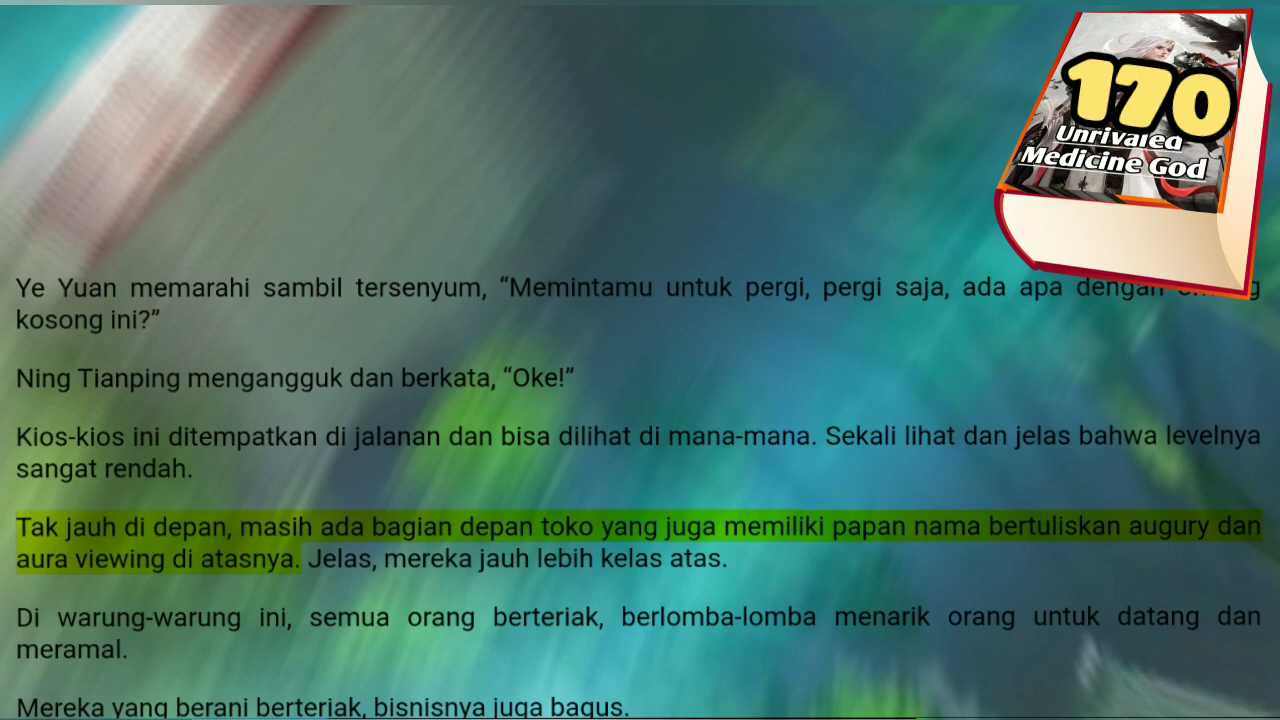 170
Unrivaled
Medicine God
Ye Yuan memarahi sambil tersenyum, “Memintamu untuk pergi, pergi saja, ada apa dengan
kosong ini?”
Ning Tianping mengangguk dan berkata, “Oke!”
Kios-kios ini ditempatkan di jalanan dan bisa dilihat di mana-mana. Sekali lihat dan jelas bahwa levelnya
sangat rendah.
Tak jauh di depan, masih ada bagian depan toko yang juga memiliki papan nama bertuliskan augury dan
aura viewing di atasnya. Jelas, mereka jauh lebih kelas atas.
Di warung-warung ini, semua orang berteriak, berlomba-lomba menarik orang untuk datang dan
meramal.
Mereka yang berani berteriak, bisnisnya juga bagus.